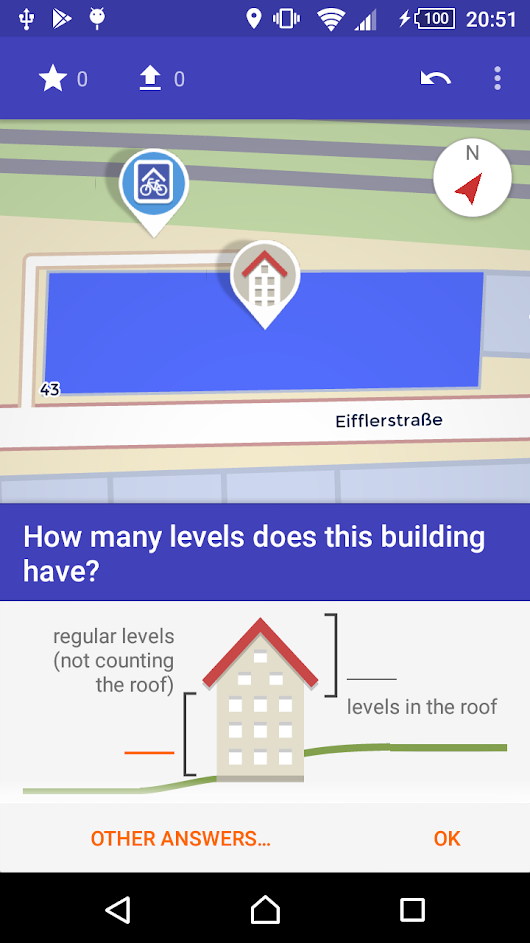 100 20:51
0 0
N
43
Eifflerstraße
How many levels does this building
have?
regular levels
(not counting
the roof)
levels in the roof
OTHER ANSWERS... OK